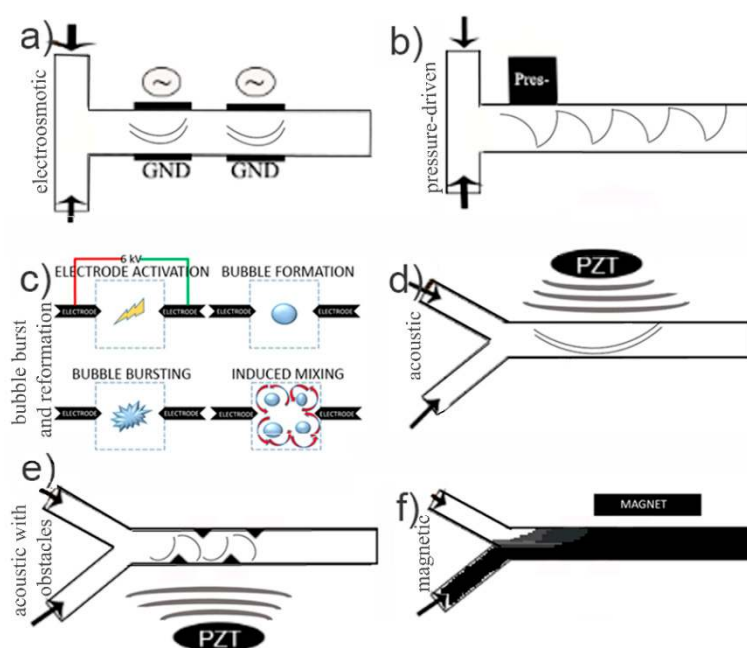 a)
electroosmotic
~
~
GND
GND
b)
pressure-driven
Pres-
c)
bubble burst
and reformation
6 kV
ELECTRODE ACTIVATION
BUBBLE FORMATION
ELECTRODE
ELECTRODE
ELECTRODE
ELECTRODE
BUBBLE BURSTING
INDUCED MIXING
ELECTRODE
ELECTRODE
ELECTRODE
ELECTRODE
d)
acoustic
PZT
e)
acoustic with
obstacles
PZT
f)
magnetic
MAGNET